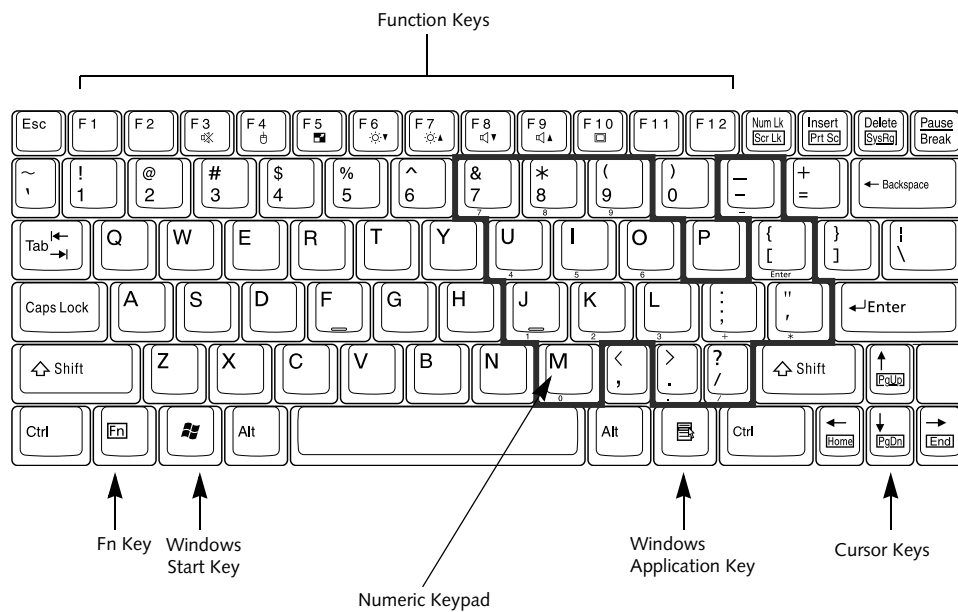 Function Keys
Esc F1 F2 F3 F4 F5 F6 F7 F8 F9 F10 F11 F12 Num Lk Insert Delete Pause
Scr Lk Prt Sc SysRq Break
~ ! @ # $ % ^ & * ( ) — +
` 1 2 3 4 5 6 7 8 9 0 - = ← Backspace
7 8 9 –
Tab Q W E R T Y U I O P { } ¦
[ ] \
4 5 6 Enter
Caps Lock A S D F G H J K L : " ↵Enter
; '
1 2 3 + *
Shift Z X C V B N M < > ? Shift ↑
, . / PgUp
0 . /
Ctrl Fn Alt Alt Ctrl ← ↓ →
Home PgDn End
Fn Key
Windows
Start Key
Windows
Application Key
Cursor Keys
Numeric Keypad